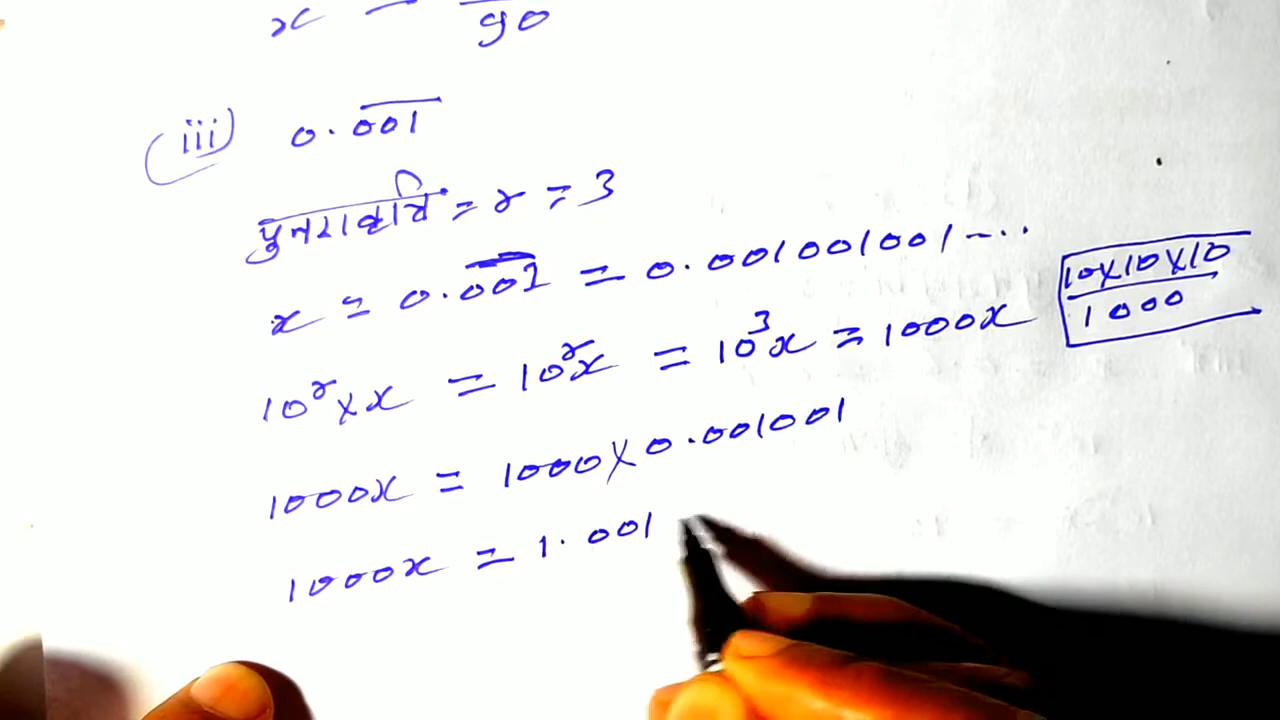 x = 90
(iii) 0.001
पुनरावृत्ति = r = 3
x = 0.001 = 0.001001001---
10^r × x = 10^r x = 10^3 x = 1000x
10×10×10
1000
1000x = 1000 × 0.001001
1000x = 1.001